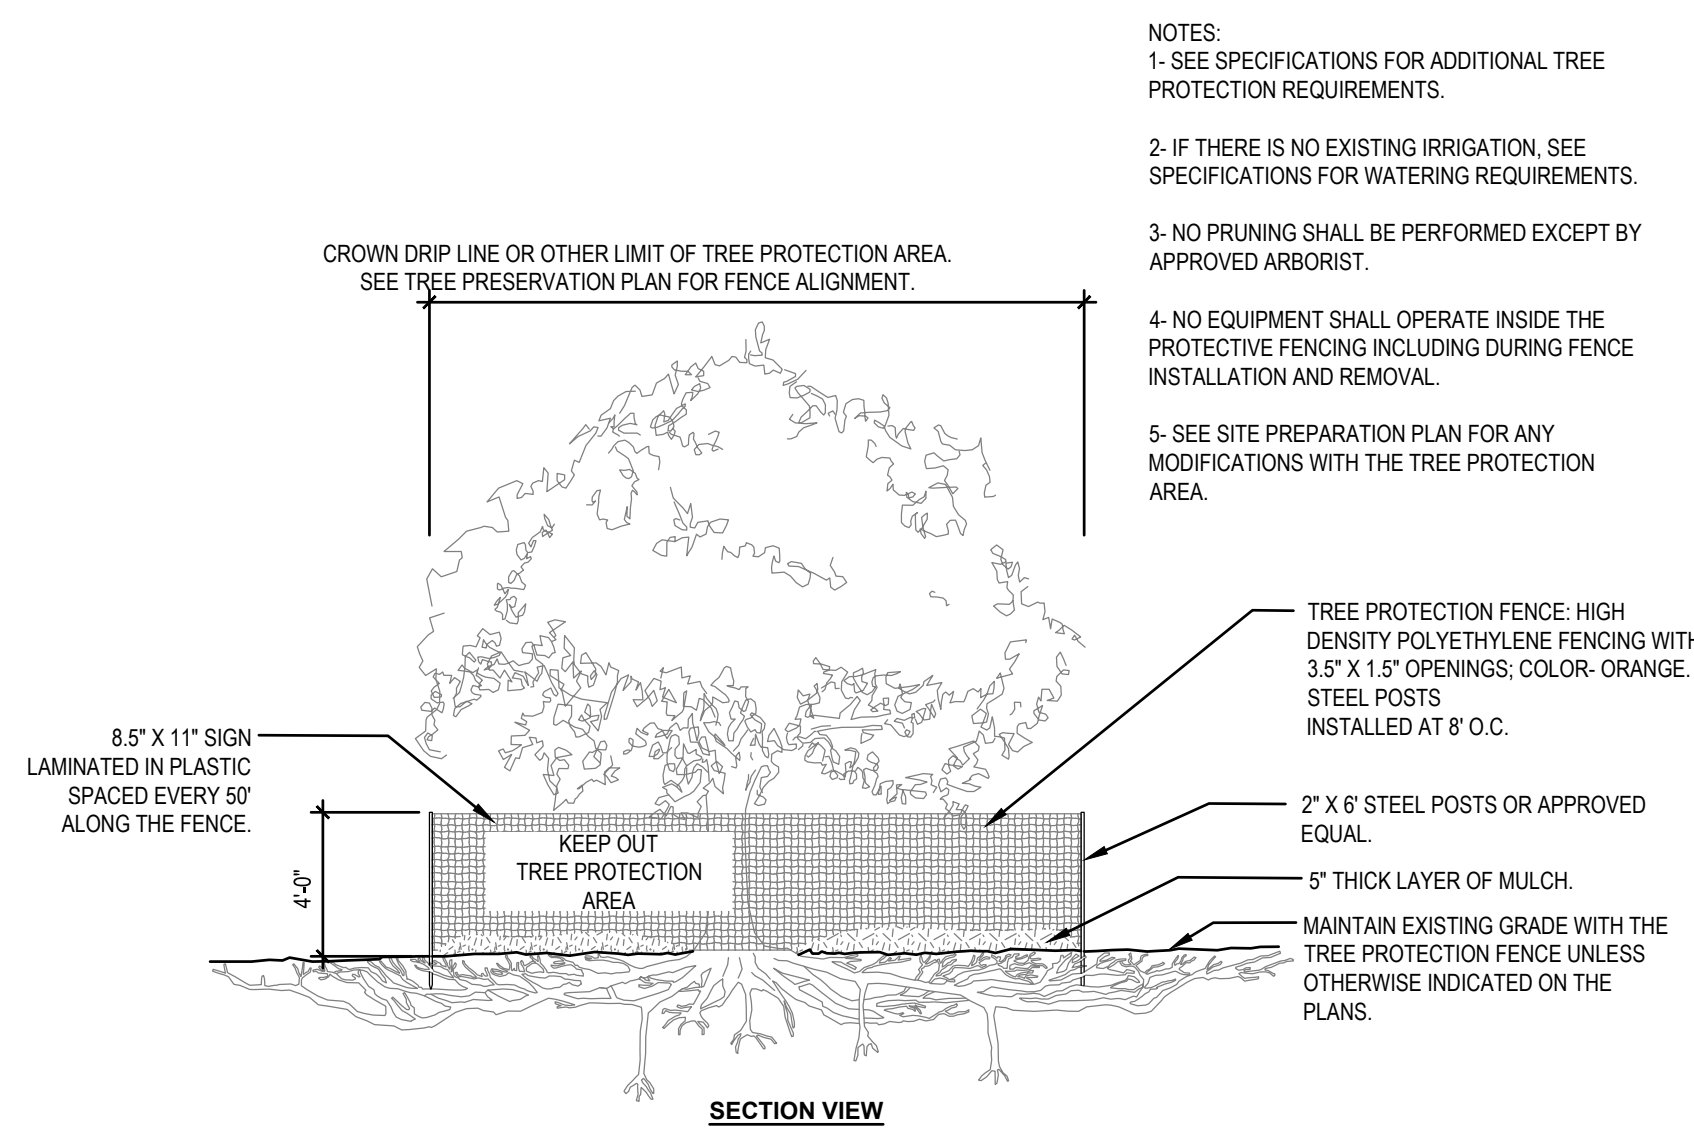 NOTES:
1- SEE SPECIFICATIONS FOR ADDITIONAL TREE
PROTECTION REQUIREMENTS.
2- IF THERE IS NO EXISTING IRRIGATION, SEE
SPECIFICATIONS FOR WATERING REQUIREMENTS.
3- NO PRUNING SHALL BE PERFORMED EXCEPT BY
APPROVED ARBORIST.
4- NO EQUIPMENT SHALL OPERATE INSIDE THE
PROTECTIVE FENCING INCLUDING DURING FENCE
INSTALLATION AND REMOVAL.
5- SEE SITE PREPARATION PLAN FOR ANY
MODIFICATIONS WITH THE TREE PROTECTION
AREA.
CROWN DRIP LINE OR OTHER LIMIT OF TREE PROTECTION AREA.
SEE TREE PRESERVATION PLAN FOR FENCE ALIGNMENT.
8.5" X 11" SIGN
LAMINATED IN PLASTIC
SPACED EVERY 50'
ALONG THE FENCE.
4'-0"
KEEP OUT
TREE PROTECTION
AREA
TREE PROTECTION FENCE: HIGH
DENSITY POLYETHYLENE FENCING WITH
3.5" X 1.5" OPENINGS; COLOR- ORANGE.
STEEL POSTS
INSTALLED AT 8' O.C.
2" X 6' STEEL POSTS OR APPROVED
EQUAL.
5" THICK LAYER OF MULCH.
MAINTAIN EXISTING GRADE WITH THE
TREE PROTECTION FENCE UNLESS
OTHERWISE INDICATED ON THE
PLANS.
SECTION VIEW